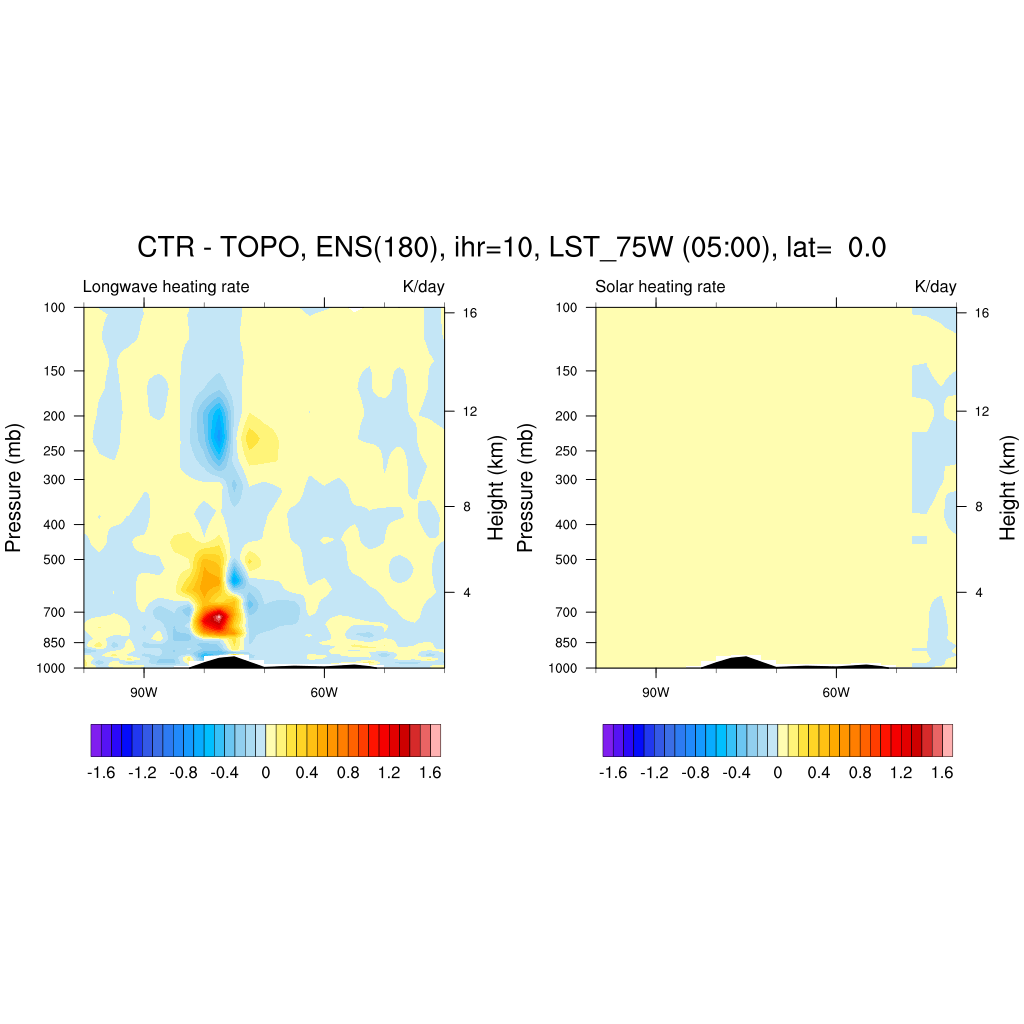 CTR - TOPO, ENS(180), ihr=10, LST_75W (05:00), lat=  0.0
Longwave heating rate K/day
100
150
200
250
300
400
500
700
850
1000
Pressure (mb)
16
12
8
4
Height (km)
90W 60W
-1.6 -1.2 -0.8 -0.4 0 0.4 0.8 1.2 1.6
Solar heating rate K/day
100
150
200
250
300
400
500
700
850
1000
Pressure (mb)
16
12
8
4
Height (km)
90W 60W
-1.6 -1.2 -0.8 -0.4 0 0.4 0.8 1.2 1.6